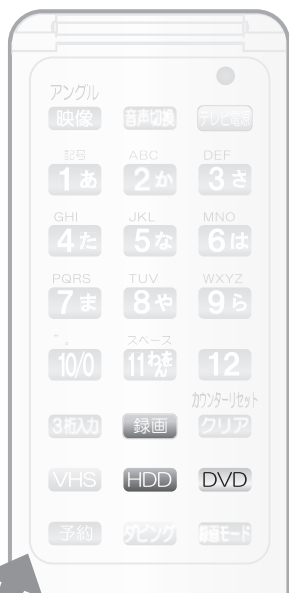 アングル
映像 音声切換 テレビ電源
記号 ABC DEF
1 あ 2 か 3 さ
GHI JKL MNO
4 た 5 な 6 は
PQRS TUV WXYZ
7 ま 8 や 9 ら
゛。 スペース
10/0 11 わをん 12
カウンターリセット
3桁入力 録画 クリア
VHS HDD DVD
予約 ダビング 録画モード